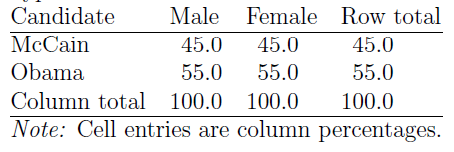 Candidate Male Female Row total
McCain 45.0 45.0 45.0
Obama 55.0 55.0 55.0
Column total 100.0 100.0 100.0
Note: Cell entries are column percentages.